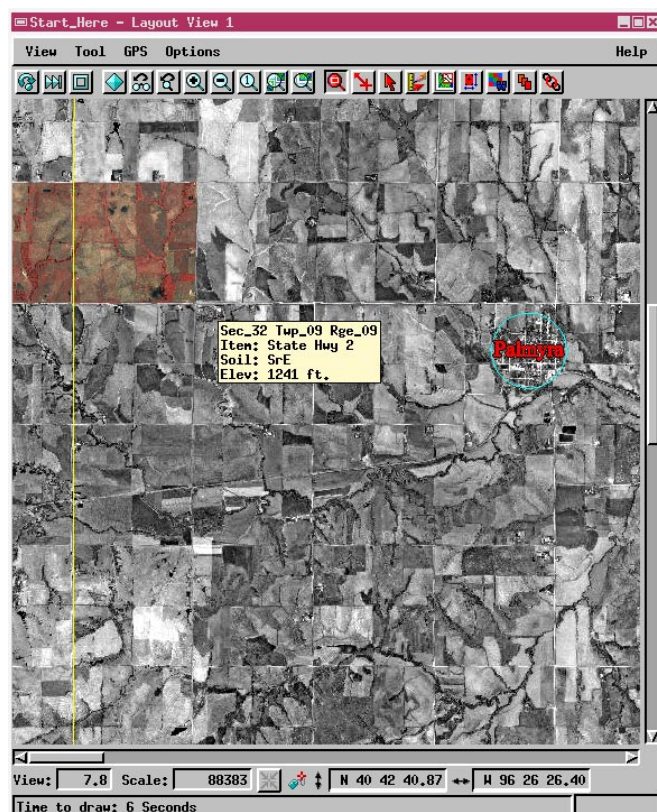 Start_Here - Layout View 1
View Tool GPS Options Help
Sec_32 Twp_09 Rge_09
Item: State Hwy 2
Soil: SrE
Elev: 1241 ft.
Palmyra
View: 7.8 Scale: 88383 N 40 42 40.87 W 96 26 26.40
Time to draw: 6 Seconds